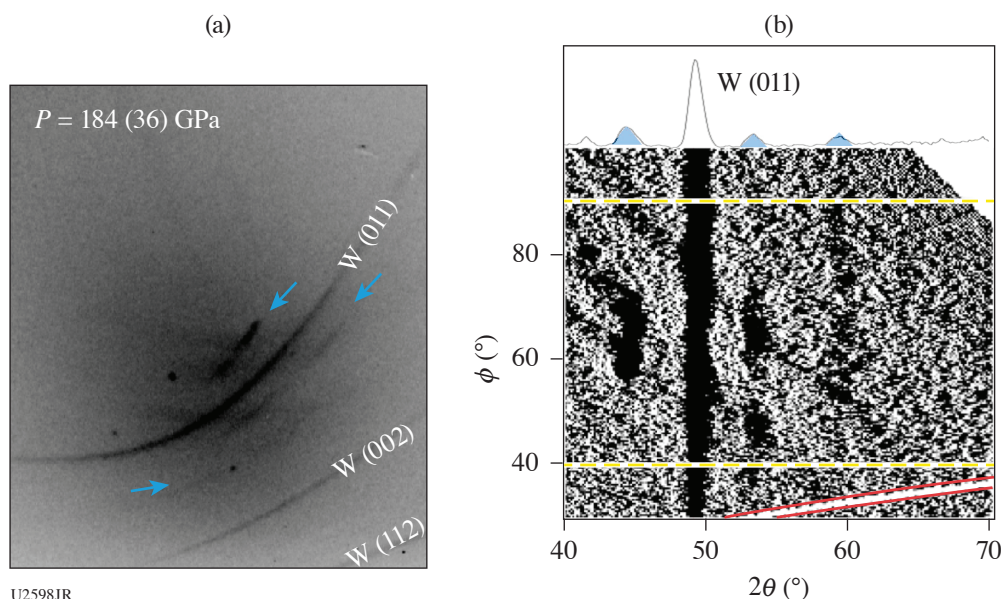 (a)
P = 184 (36) GPa
W (011)
W (002)
W (112)
U2598JR
(b)
W (011)
80
60
40
ϕ (°)
40 50 60 70
2θ (°)